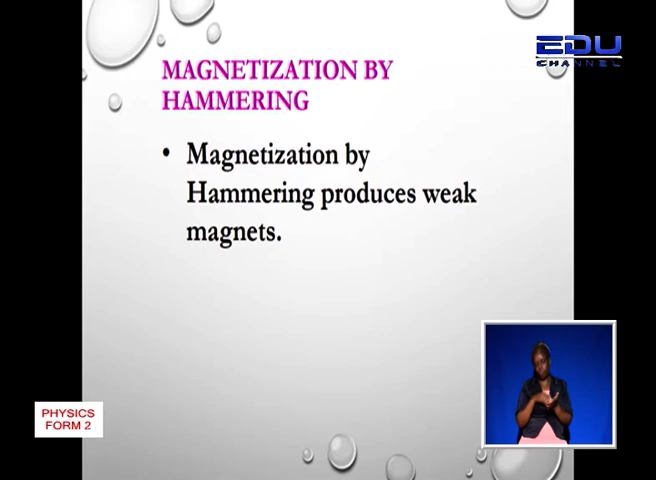 EDU
CHANNEL
MAGNETIZATION BY
HAMMERING
• Magnetization by
Hammering produces weak
magnets.
PHYSICS
FORM 2